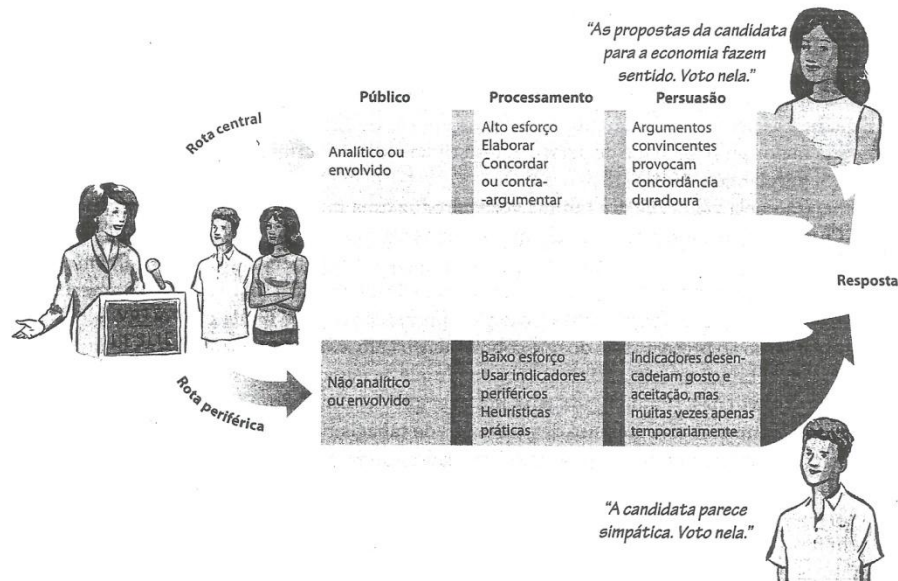 "As propostas da candidata
para a economia fazem
sentido. Voto nela."
Público
Processamento
Persuasão
Rota central
Analítico ou
envolvido
Alto esforço
Elaborar
Concordar
ou contra-
-argumentar
Argumentos
convincentes
provocam
concordância
duradoura
VOTE
LESLIE
Resposta
Rota periférica
Não analítico
ou envolvido
Baixo esforço
Usar indicadores
periféricos
Heurísticas
práticas
Indicadores desen-
cadeiam gosto e
aceitação, mas
muitas vezes apenas
temporariamente
"A candidata parece
simpática. Voto nela."